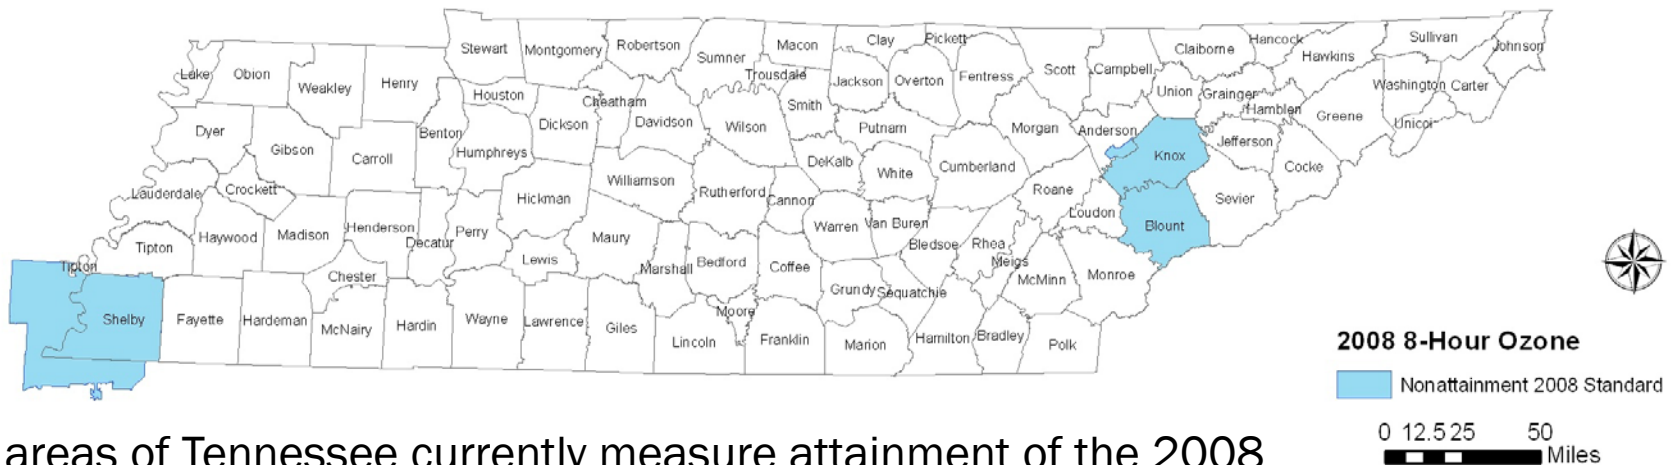 Stewart Montgomery Robertson Sumner Macon Clay Pickett Scott Campbell Claiborne Hancock Hawkins Sullivan Johnson
Lake Obion Weakley Henry Houston Cheatham Trousdale Jackson Overton Fentress Union Grainger Hamblen Washington Carter
Dyer Gibson Carroll Benton Humphreys Dickson Davidson Wilson Smith Putnam Morgan Anderson Knox Jefferson Greene Unicoi
Lauderdale Crockett Hickman Williamson Rutherford Cannon DeKalb White Cumberland Roane Loudon Blount Sevier Cocke
Tipton Haywood Madison Henderson Decatur Perry Lewis Maury Marshall Bedford Coffee Warren Van Buren Bledsoe Rhea Meigs McMinn Monroe
Tipton Chester Grundy Sequatchie
Shelby Fayette Hardeman McNairy Hardin Wayne Lawrence Giles Lincoln Moore Franklin Marion Hamilton Bradley Polk
2008 8-Hour Ozone
Nonattainment 2008 Standard
0 12.5 25 50
Miles
areas of Tennessee currently measure attainment of the 2008